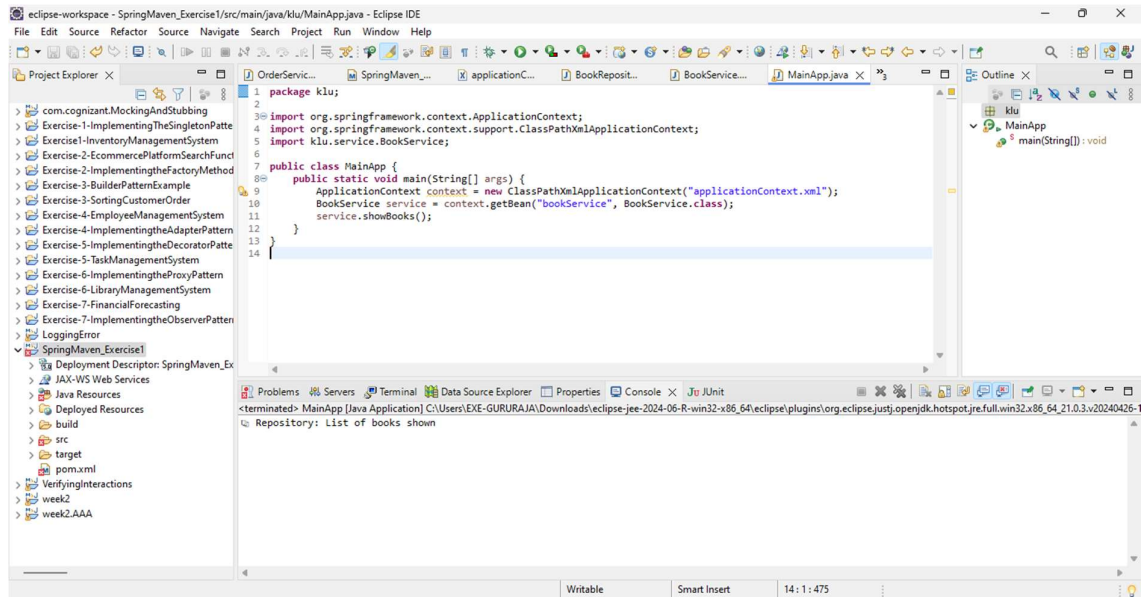 eclipse-workspace - SpringMaven_Exercise1/src/main/java/klu/MainApp.java - Eclipse IDE
File Edit Source Refactor Source Navigate Search Project Run Window Help
Project Explorer
com.cognizant.MockingAndStubbing
Exercise-1-ImplementingTheSingletonPatte
Exercise1-InventoryManagementSystem
Exercise-2-EcommercePlatformSearchFunct
Exercise-2-ImplementingtheFactoryMethod
Exercise-3-BuilderPatternExample
Exercise-3-SortingCustomerOrder
Exercise-4-EmployeeManagementSystem
Exercise-4-ImplementingtheAdapterPattern
Exercise-5-ImplementingtheDecoratorPatte
Exercise-5-TaskManagementSystem
Exercise-6-ImplementingtheProxyPattern
Exercise-6-LibraryManagementSystem
Exercise-7-FinancialForecasting
Exercise-7-ImplementingtheObserverPatten
LoggingError
SpringMaven_Exercise1
Deployment Descriptor: SpringMaven_Ex
JAX-WS Web Services
Java Resources
Deployed Resources
build
src
target
pom.xml
VerifyingInteractions
week2
week2.AAA
OrderServic... SpringMaven_... applicationC... BookReposit... BookService.... MainApp.java 3
1 package klu;
2
3 import org.springframework.context.ApplicationContext;
4 import org.springframework.context.support.ClassPathXmlApplicationContext;
5 import klu.service.BookService;
6
7 public class MainApp {
8 public static void main(String[] args) {
9 ApplicationContext context = new ClassPathXmlApplicationContext("applicationContext.xml");
10 BookService service = context.getBean("bookService", BookService.class);
11 service.showBooks();
12 }
13 }
14
Outline
klu
MainApp
main(String[]) : void
Problems Servers Terminal Data Source Explorer Properties Console JUnit
<terminated> MainApp [Java Application] C:\Users\EXE-GURURAJA\Downloads\eclipse-jee-2024-06-R-win32-x86_64\eclipse\plugins\org.eclipse.justj.openjdk.hotspot.jre.full.win32.x86_64_21.0.3.v20240426-1
Repository: List of books shown
Writable Smart Insert 14 : 1 : 475